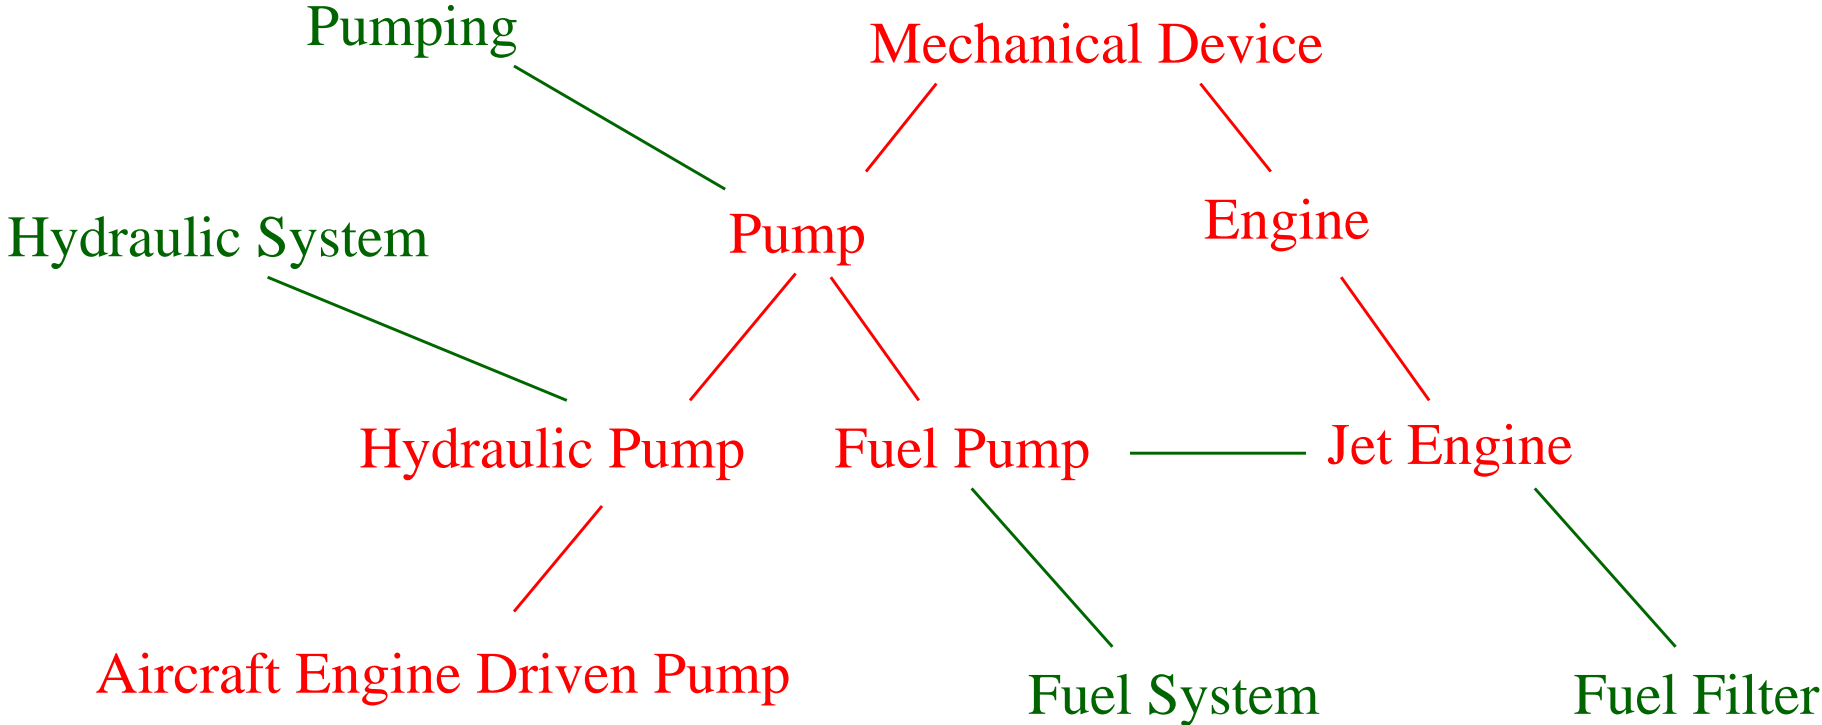 Pumping
Mechanical Device
Hydraulic System
Pump
Engine
Hydraulic Pump
Fuel Pump
Jet Engine
Aircraft Engine Driven Pump
Fuel System
Fuel Filter